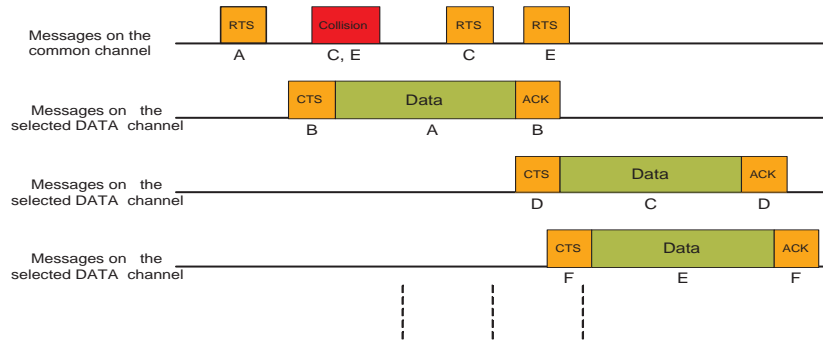 RTS Collision RTS RTS
Messages on the
common channel
A C, E C E
Messages on the
selected DATA channel
CTS Data ACK
B A B
Messages on the
selected DATA channel
CTS Data ACK
D C D
Messages on the
selected DATA channel
CTS Data ACK
F E F